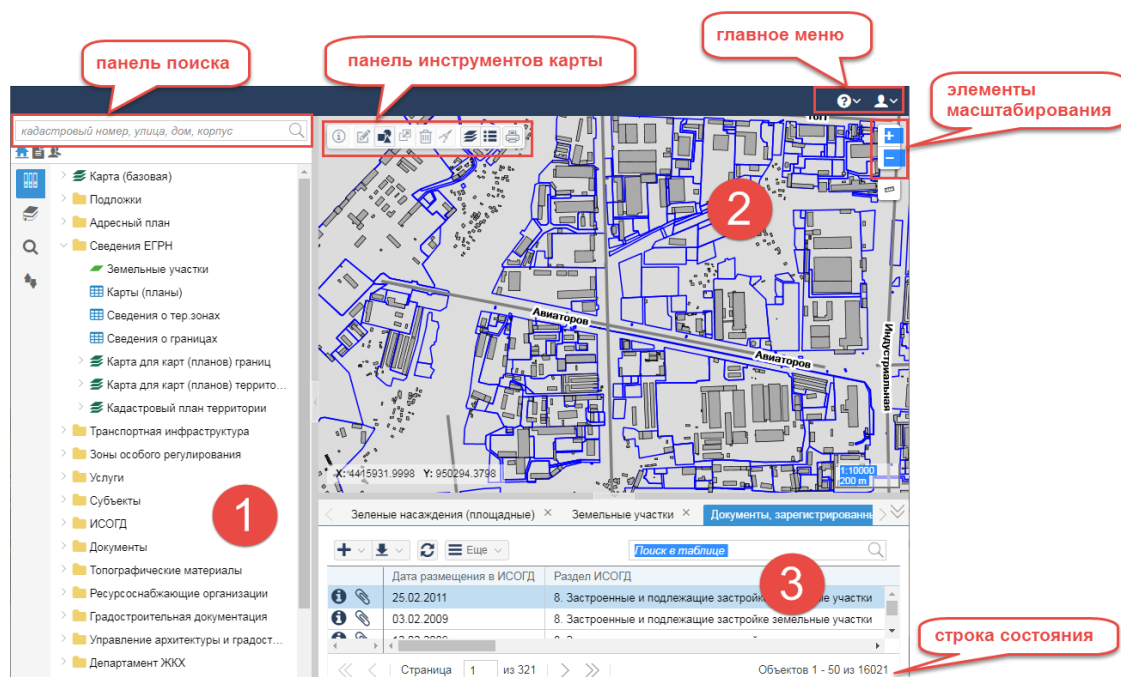 главное меню
панель поиска
панель инструментов карты
элементы
масштабирования
кадастровый номер, улица, дом, корпус
Карта (базовая)
Подложки
Адресный план
Сведения ЕГРН
Земельные участки
Карты (планы)
Сведения о тер.зонах
Сведения о границах
Карта для карт (планов) границ
Карта для карт (планов) террито...
Кадастровый план территории
Транспортная инфраструктура
Зоны особого регулирования
Услуги
Субъекты
ИСОГД
Документы
Топографические материалы
Ресурсоснабжающие организации
Градостроительная документация
Управление архитектуры и градост...
Департамент ЖКХ
1
2
Авиаторов
Авиаторов
Индустриальная
X: 4415931.9998 Y: 950294.3798
1:10000
200 m
Зеленые насаждения (площадные) × Земельные участки × Документы, зарегистрированн
Еще
Поиск в таблице
3
Дата размещения в ИСОГД Раздел ИСОГД
25.02.2011 8. Застроенные и подлежащие застройке земельные участки
03.02.2009 8. Застроенные и подлежащие застройке земельные участки
строка состояния
Страница 1 из 321
Объектов 1 - 50 из 16021